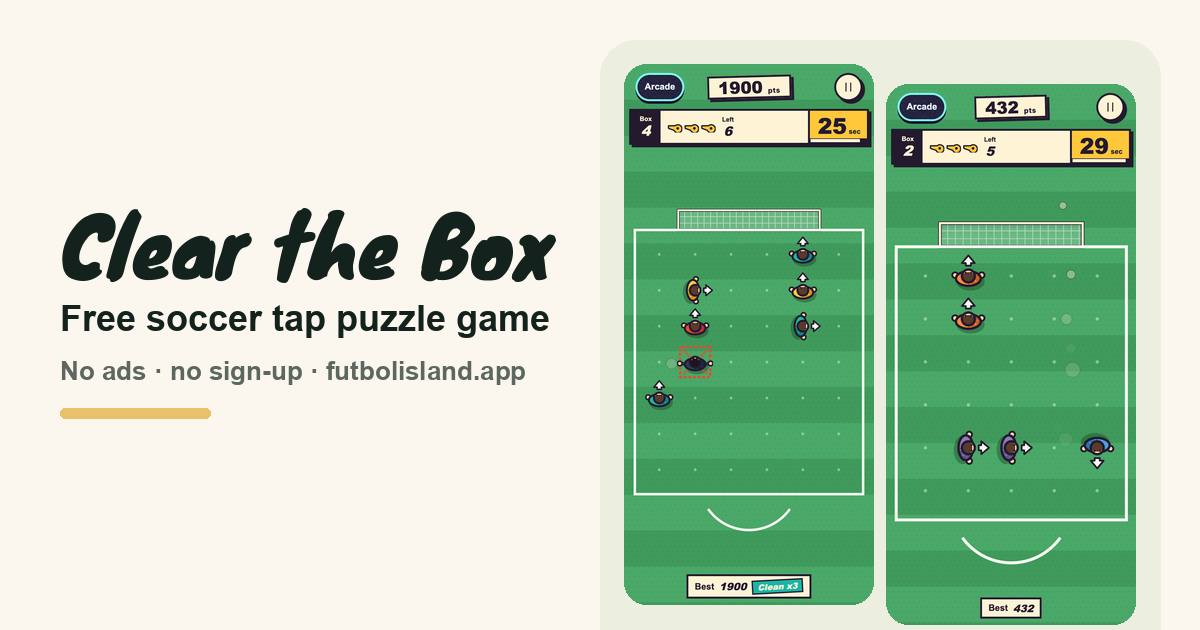 Clear the Box
Free soccer tap puzzle game
No ads · no sign-up · futbolisland.app
Arcade
1900 pts
Box
4
Left
6
25 sec
Best 1900 Clean x3
Arcade
432 pts
Box
2
Left
5
29 sec
Best 432